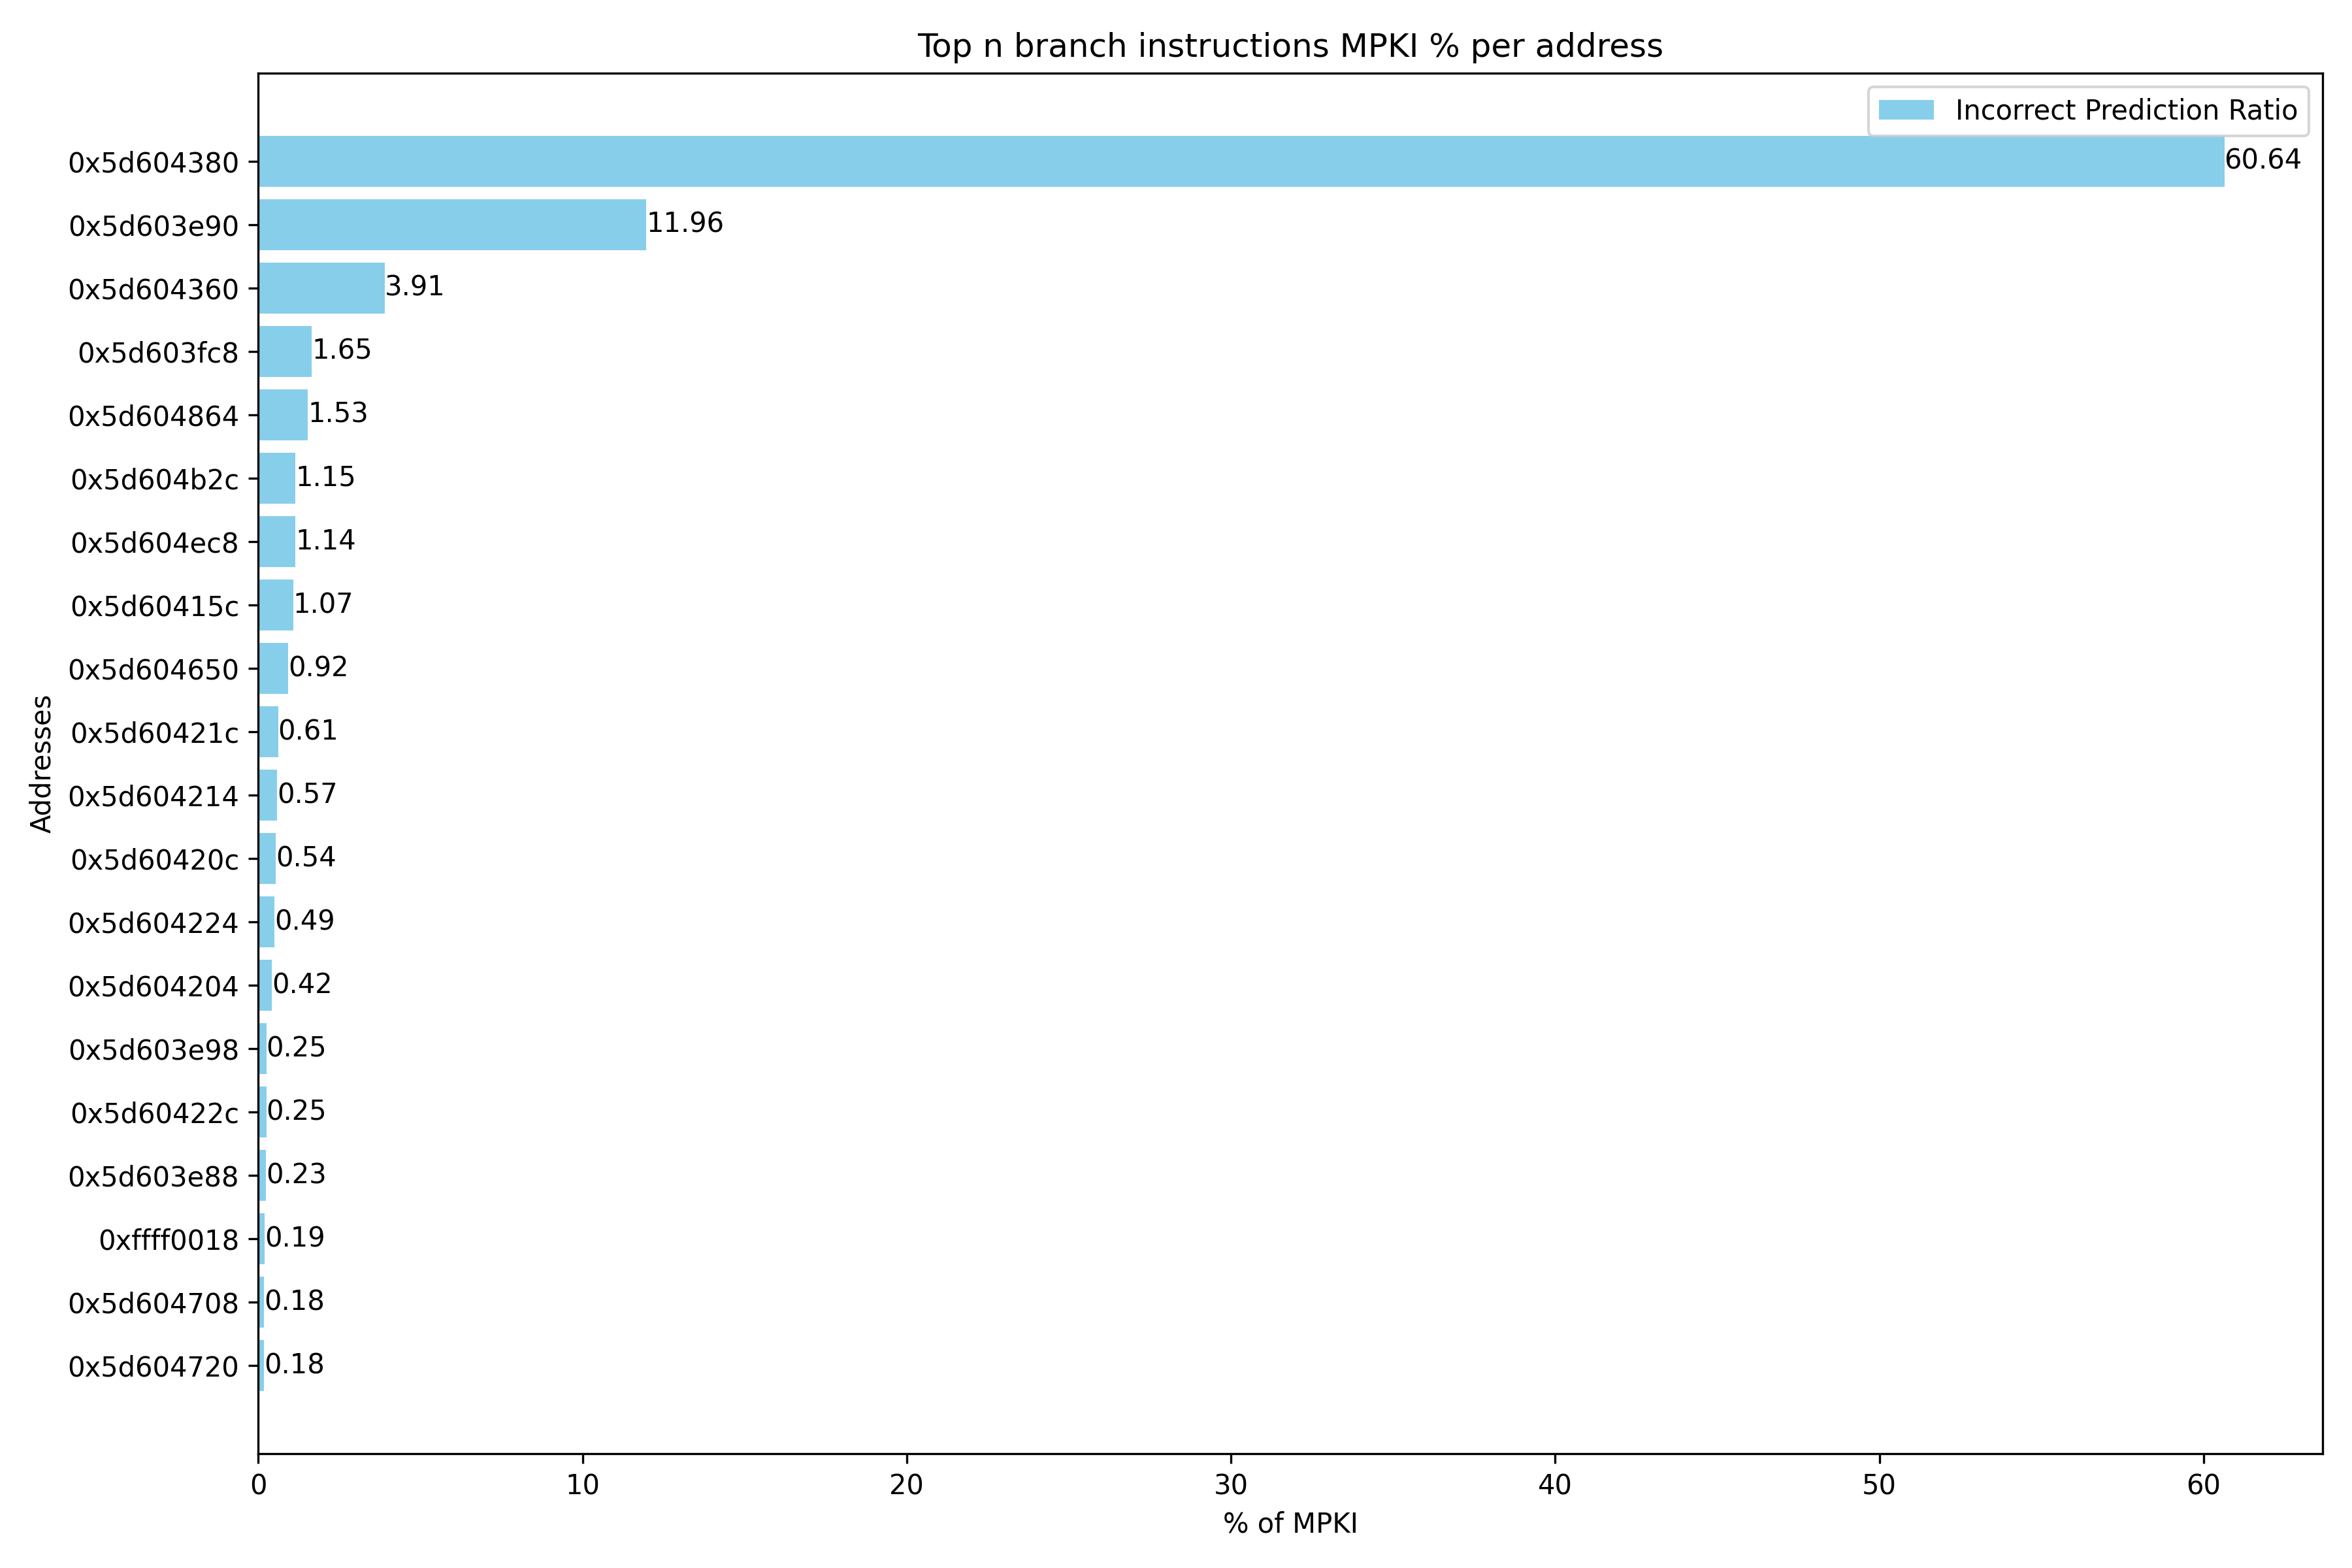 Top n branch instructions MPKI % per address
Incorrect Prediction Ratio
0x5d604380 60.64
0x5d603e90 11.96
0x5d604360 3.91
0x5d603fc8 1.65
0x5d604864 1.53
0x5d604b2c 1.15
0x5d604ec8 1.14
0x5d60415c 1.07
0x5d604650 0.92
0x5d60421c 0.61
0x5d604214 0.57
0x5d60420c 0.54
0x5d604224 0.49
0x5d604204 0.42
0x5d603e98 0.25
0x5d60422c 0.25
0x5d603e88 0.23
0xffff0018 0.19
0x5d604708 0.18
0x5d604720 0.18
Addresses
0 10 20 30 40 50 60
% of MPKI